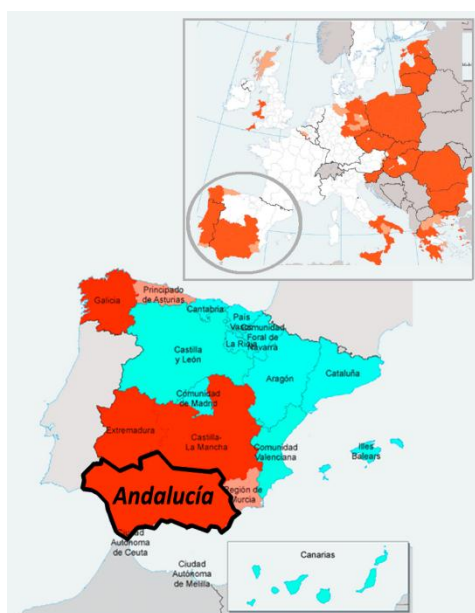 Galicia
Principado
de Asturias
Cantabria
País
Vasco
Comunidad
Foral de
Navarra
La Rioja
Castilla
y León
Aragón
Cataluña
Comunidad
de Madrid
Extremadura
Castilla-
La Mancha
Comunidad
Valenciana
Illes
Balears
Andalucía
Región de
Murcia
Ciudad
Autónoma
de Ceuta
Ciudad
Autónoma
de Melilla
Canarias